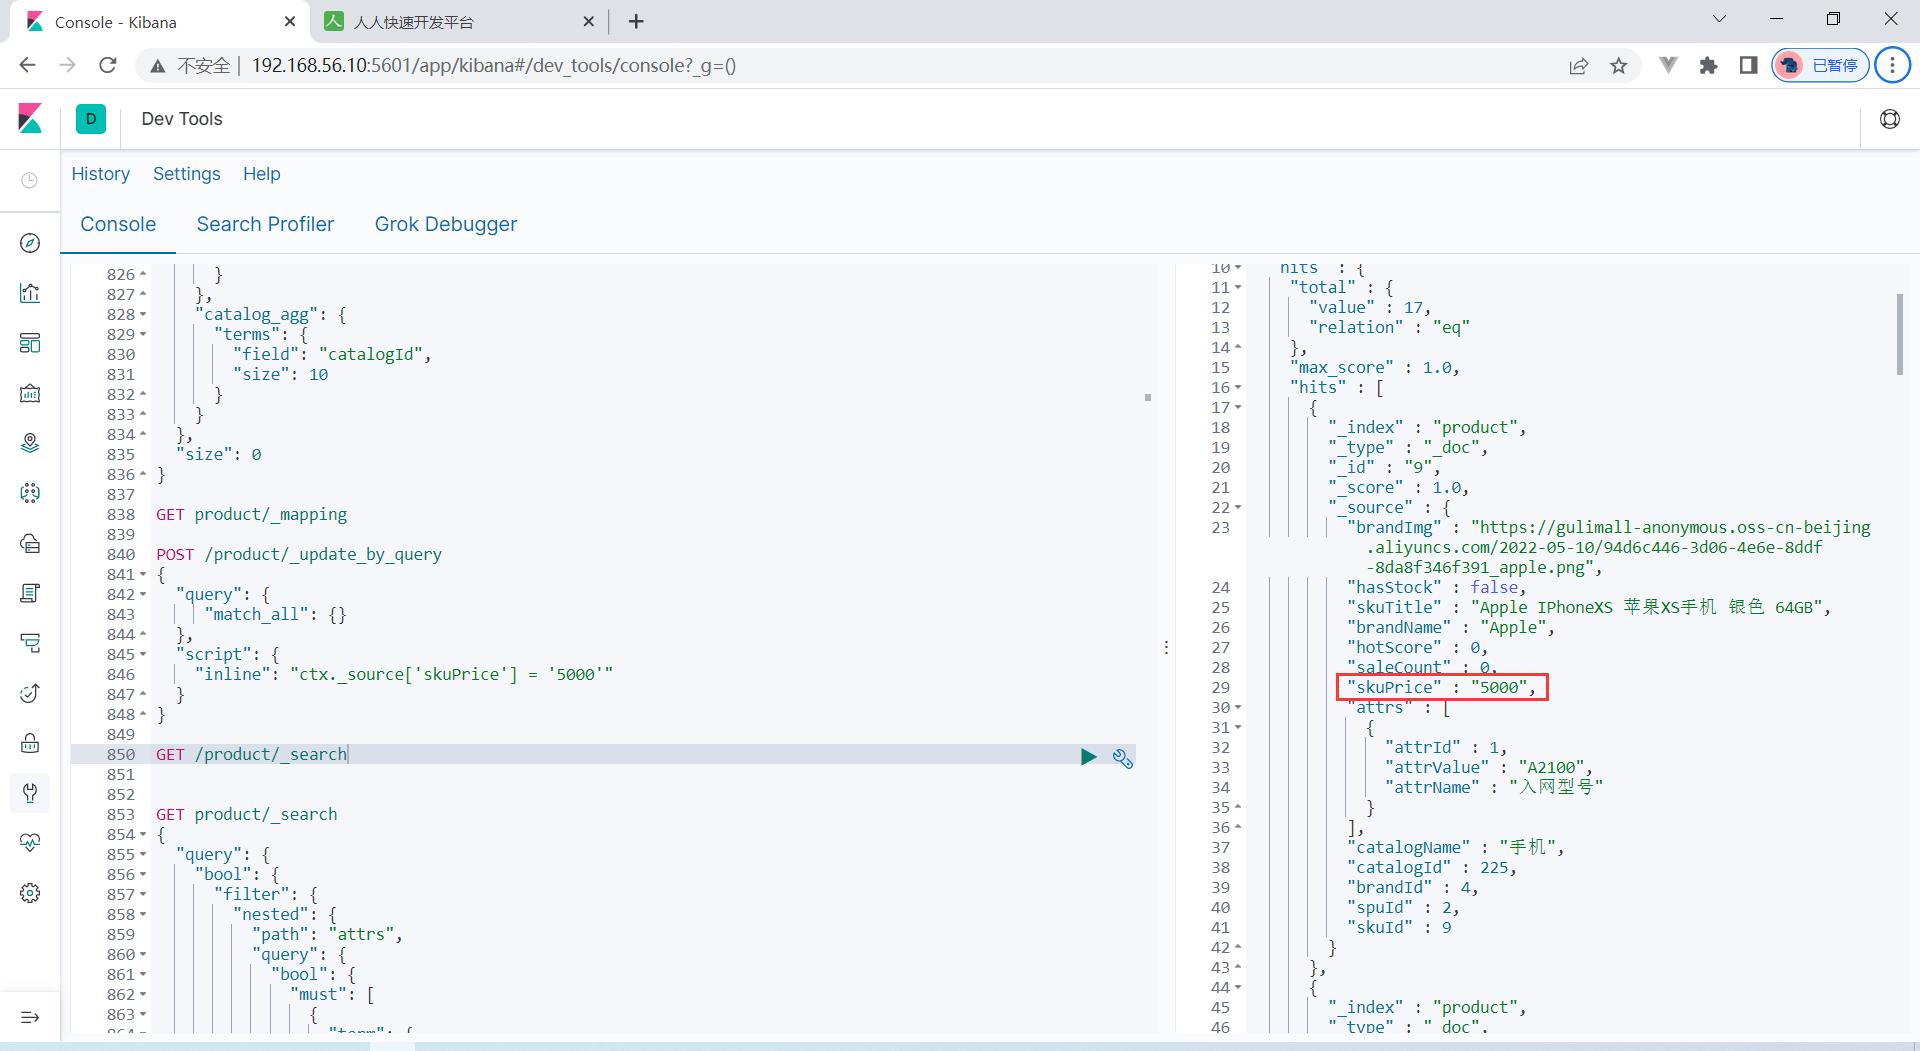 Console - Kibana
人人快速开发平台
不安全 | 192.168.56.10:5601/app/kibana#/dev_tools/console?_g=()
已暂停
D
Dev Tools
History Settings Help
Console Search Profiler Grok Debugger
826 }
827 },
828 "catalog_agg": {
829 "terms": {
830 "field": "catalogId",
831 "size": 10
832 }
833 }
834 },
835 "size": 0
836 }
837
838 GET product/_mapping
839
840 POST /product/_update_by_query
841 {
842 "query": {
843 "match_all": {}
844 },
845 "script": {
846 "inline": "ctx._source['skuPrice'] = '5000'"
847 }
848 }
849
850 GET /product/_search
851
852
853 GET product/_search
854 {
855 "query": {
856 "bool": {
857 "filter": {
858 "nested": {
859 "path": "attrs",
860 "query": {
861 "bool": {
862 "must": [
863 {
864 "term": {
10 hits : {
11 "total" : {
12 "value" : 17,
13 "relation" : "eq"
14 },
15 "max_score" : 1.0,
16 "hits" : [
17 {
18 "_index" : "product",
19 "_type" : "_doc",
20 "_id" : "9",
21 "_score" : 1.0,
22 "_source" : {
23 "brandImg" : "https://gulimall-anonymous.oss-cn-beijing
.aliyuncs.com/2022-05-10/94d6c446-3d06-4e6e-8ddf
-8da8f346f391_apple.png",
24 "hasStock" : false,
25 "skuTitle" : "Apple IPhoneXS 苹果XS手机 银色 64GB",
26 "brandName" : "Apple",
27 "hotScore" : 0,
28 "saleCount" : 0,
29 "skuPrice" : "5000",
30 "attrs" : [
31 {
32 "attrId" : 1,
33 "attrValue" : "A2100",
34 "attrName" : "入网型号"
35 }
36 ],
37 "catalogName" : "手机",
38 "catalogId" : 225,
39 "brandId" : 4,
40 "spuId" : 2,
41 "skuId" : 9
42 }
43 },
44 {
45 "_index" : "product",
46 "_type" : "_doc",